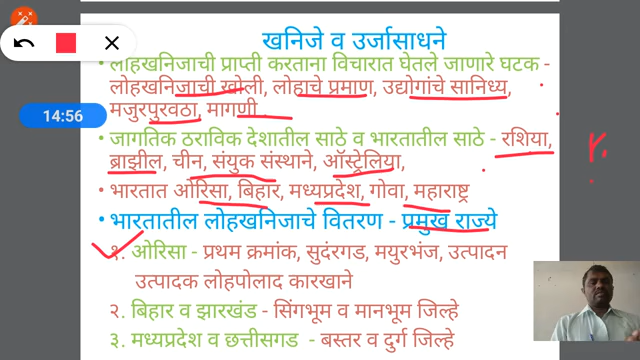 खनिजे व उर्जासाधने
• लोहखनिजाची प्राप्ती करताना विचारात घेतले जाणारे घटक -
लोहखनिजाची खोली, लोहाचे प्रमाण, उद्योगांचे सानिध्य,
मजुरपुरवठा, मागणी
14:56
• जागतिक ठराविक देशातील साठे व भारतातील साठे - रशिया,
ब्राझील, चीन, संयुक संस्थाने, ऑस्ट्रेलिया,
• भारतात ओरिसा, बिहार, मध्यप्रदेश, गोवा, महाराष्ट्र
• भारतातील लोहखनिजाचे वितरण - प्रमुख राज्ये
१. ओरिसा - प्रथम क्रमांक, सुदंरगड, मयुरभंज, उत्पादन
उत्पादक लोहपोलाद कारखाने
२. बिहार व झारखंड - सिंगभूम व मानभूम जिल्हे
३. मध्यप्रदेश व छत्तीसगड - बस्तर व दुर्ग जिल्हे